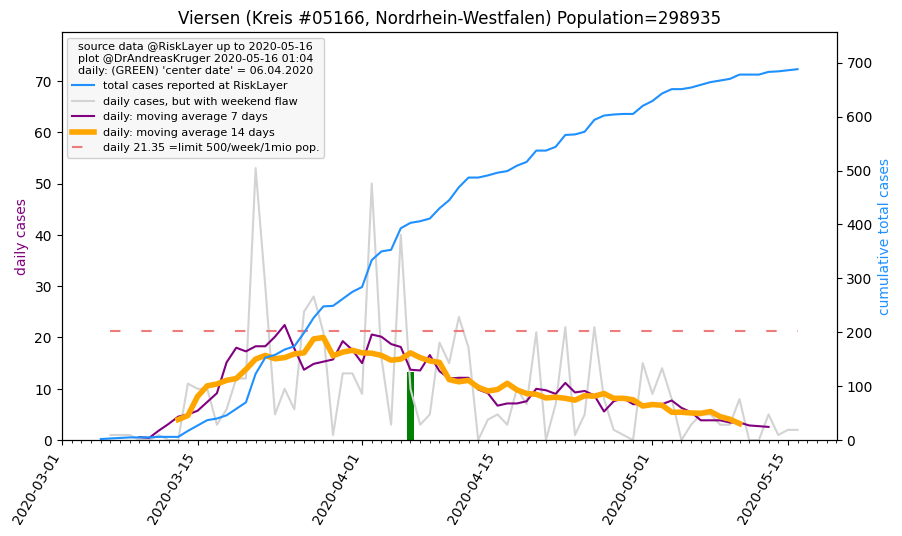 Viersen (Kreis #05166, Nordrhein-Westfalen) Population=298935
source data @RiskLayer up to 2020-05-16
plot @DrAndreasKruger 2020-05-16 01:04
daily: (GREEN) 'center date' = 06.04.2020
total cases reported at RiskLayer
daily cases, but with weekend flaw
daily: moving average 7 days
daily: moving average 14 days
daily 21.35 =limit 500/week/1mio pop.
daily cases
70
60
50
40
30
20
10
0
700
600
500
400
300
200
100
0
cumulative total cases
2020-03-01
2020-03-15
2020-04-01
2020-04-15
2020-05-01
2020-05-15